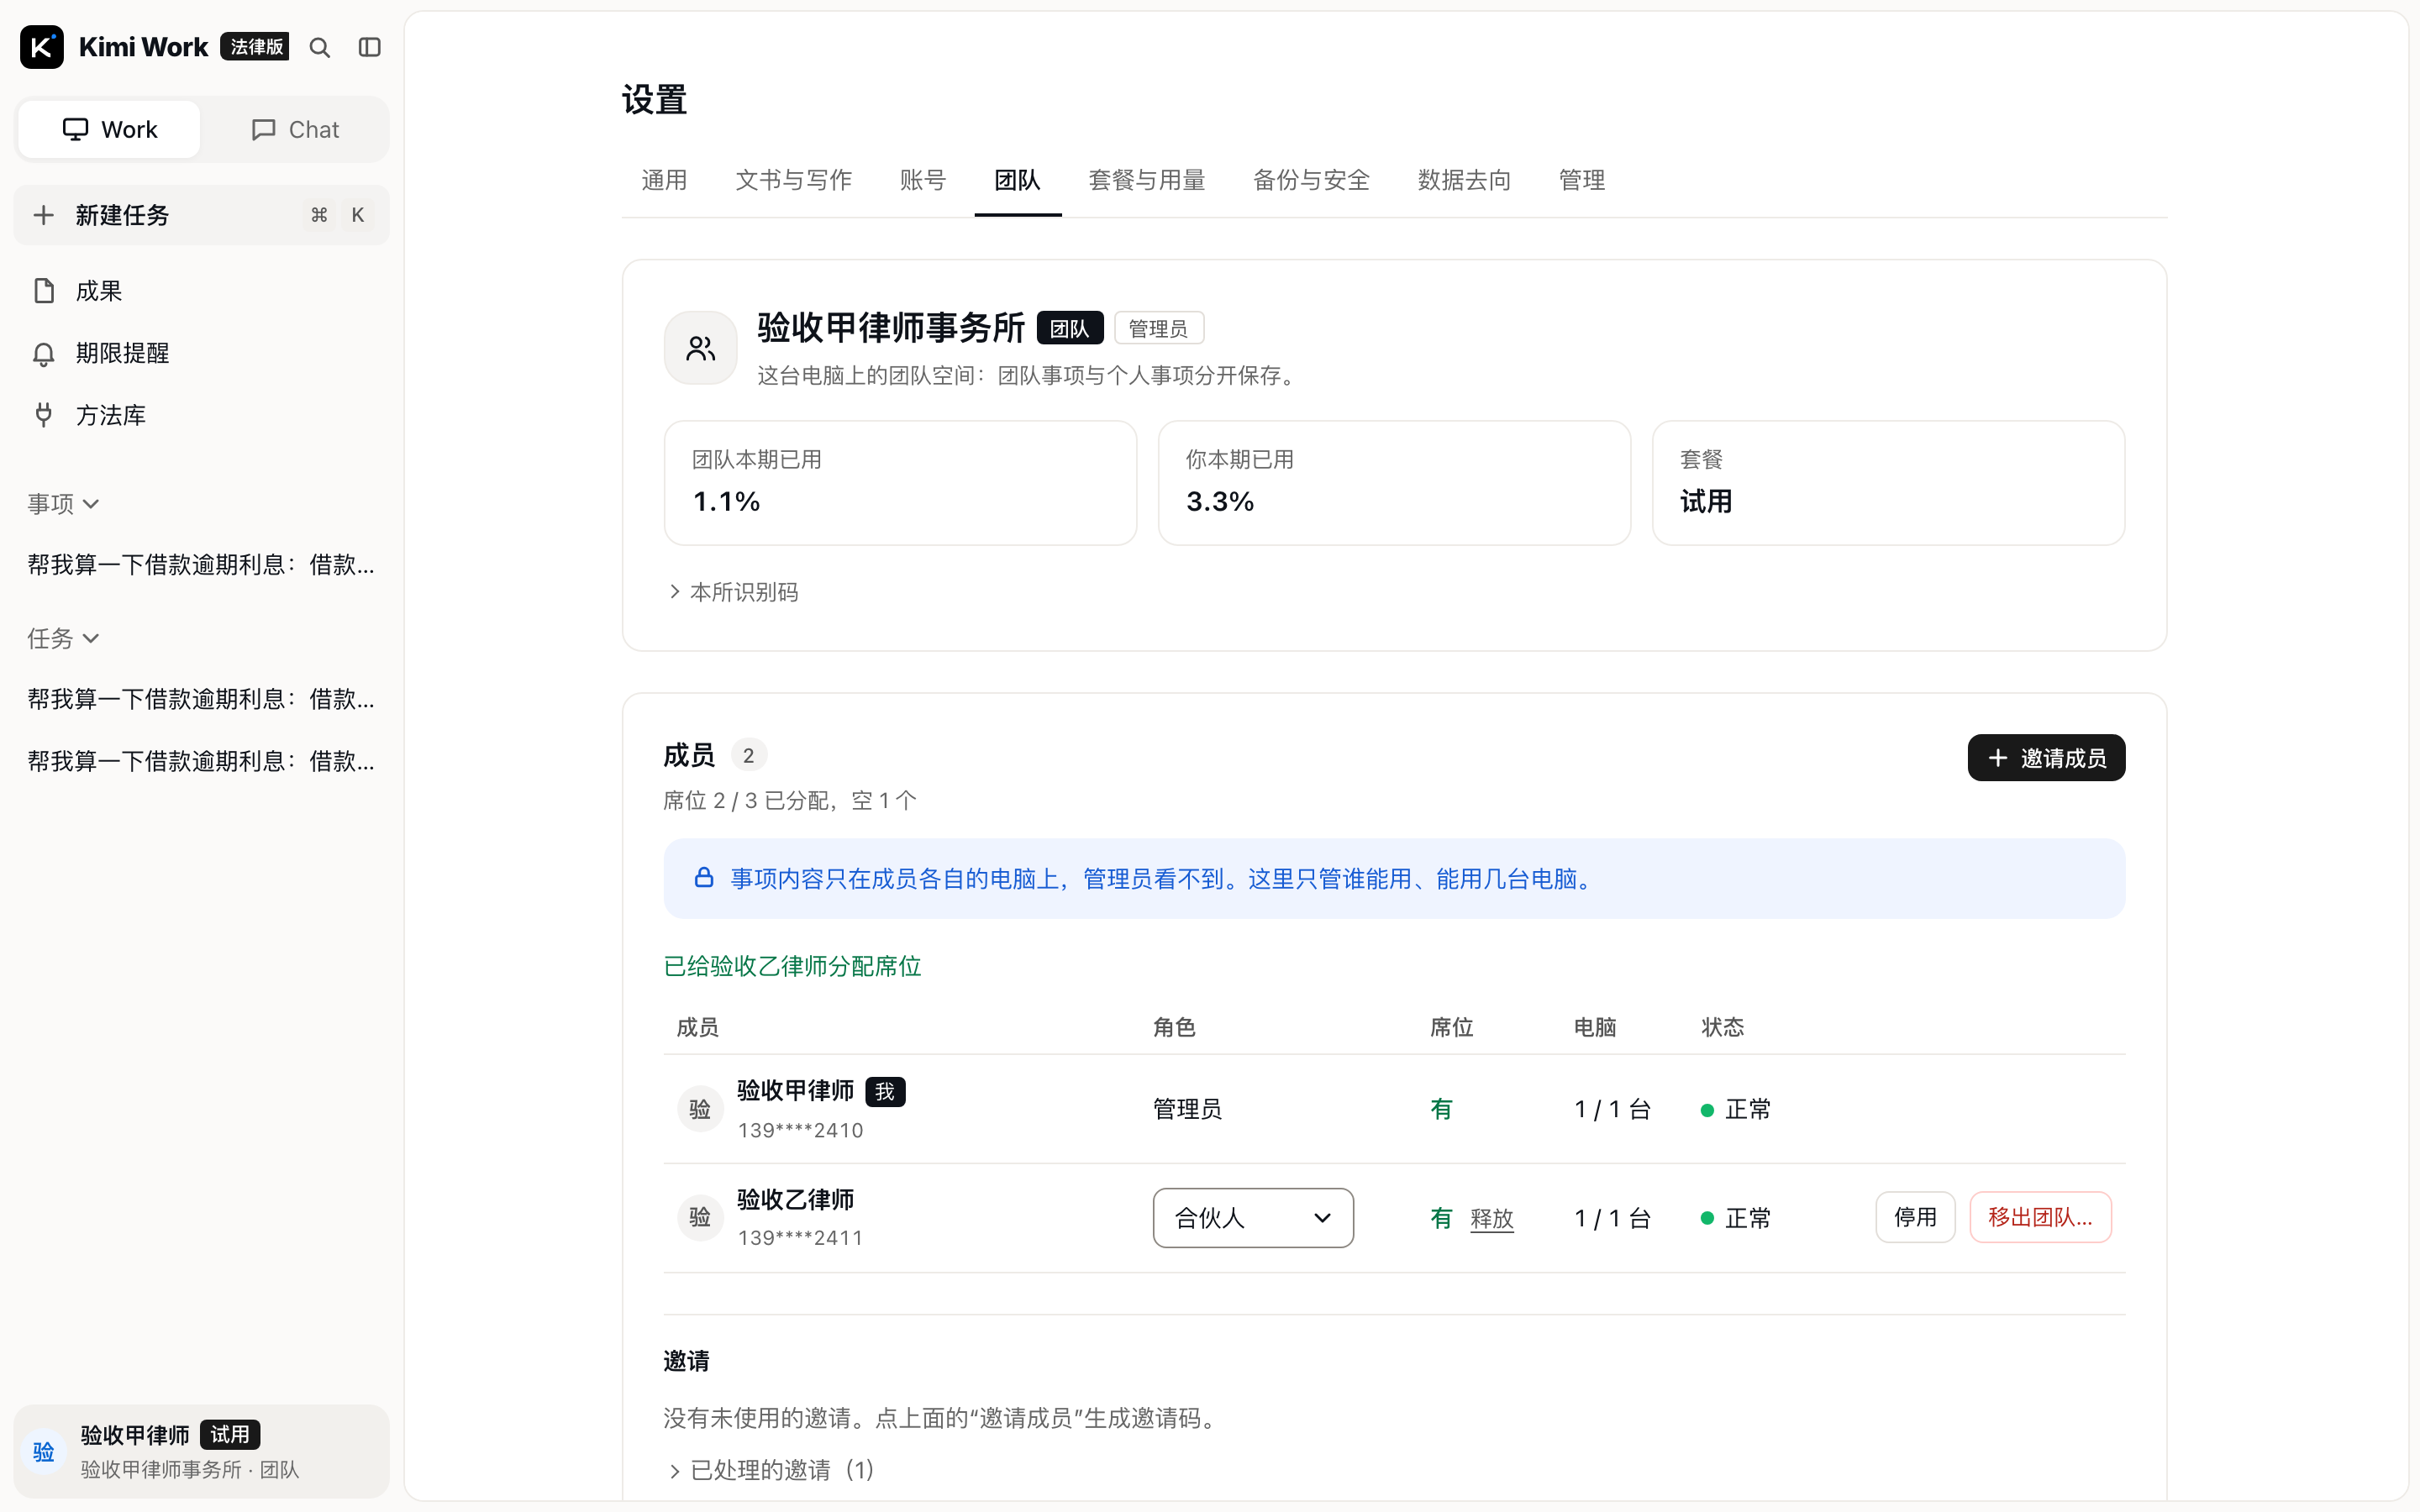 Kimi Work 法律版
Work
Chat
新建任务 ⌘ K
成果
期限提醒
方法库
事项
帮我算一下借款逾期利息：借款...
任务
帮我算一下借款逾期利息：借款...
帮我算一下借款逾期利息：借款...
验 验收甲律师 试用
验收甲律师事务所 · 团队
设置
通用 文书与写作 账号 团队 套餐与用量 备份与安全 数据去向 管理
验收甲律师事务所 团队 管理员
这台电脑上的团队空间：团队事项与个人事项分开保存。
团队本期已用
1.1%
你本期已用
3.3%
套餐
试用
本所识别码
成员 2
邀请成员
席位 2 / 3 已分配，空 1 个
事项内容只在成员各自的电脑上，管理员看不到。这里只管谁能用、能用几台电脑。
已给验收乙律师分配席位
成员 角色 席位 电脑 状态
验 验收甲律师 我
139****2410
管理员 有 1 / 1 台 正常
验 验收乙律师
139****2411
合伙人 有 释放 1 / 1 台 正常 停用 移出团队...
邀请
没有未使用的邀请。点上面的“邀请成员”生成邀请码。
已处理的邀请（1）